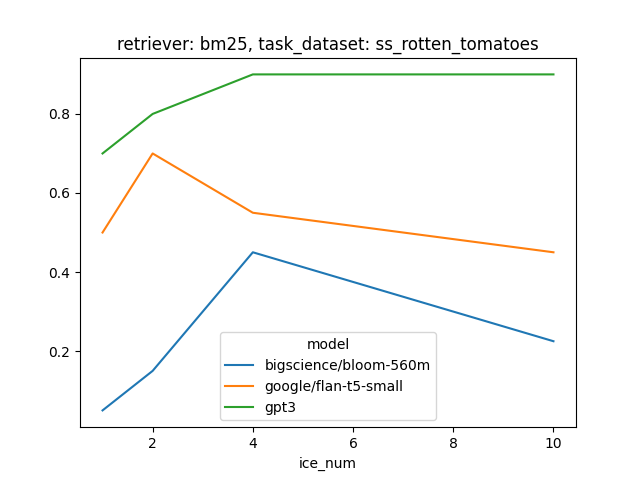 retriever: bm25, task_dataset: ss_rotten_tomatoes
0.8
0.6
0.4
0.2
model
bigscience/bloom-560m
google/flan-t5-small
gpt3
2 4 6 8 10
ice_num